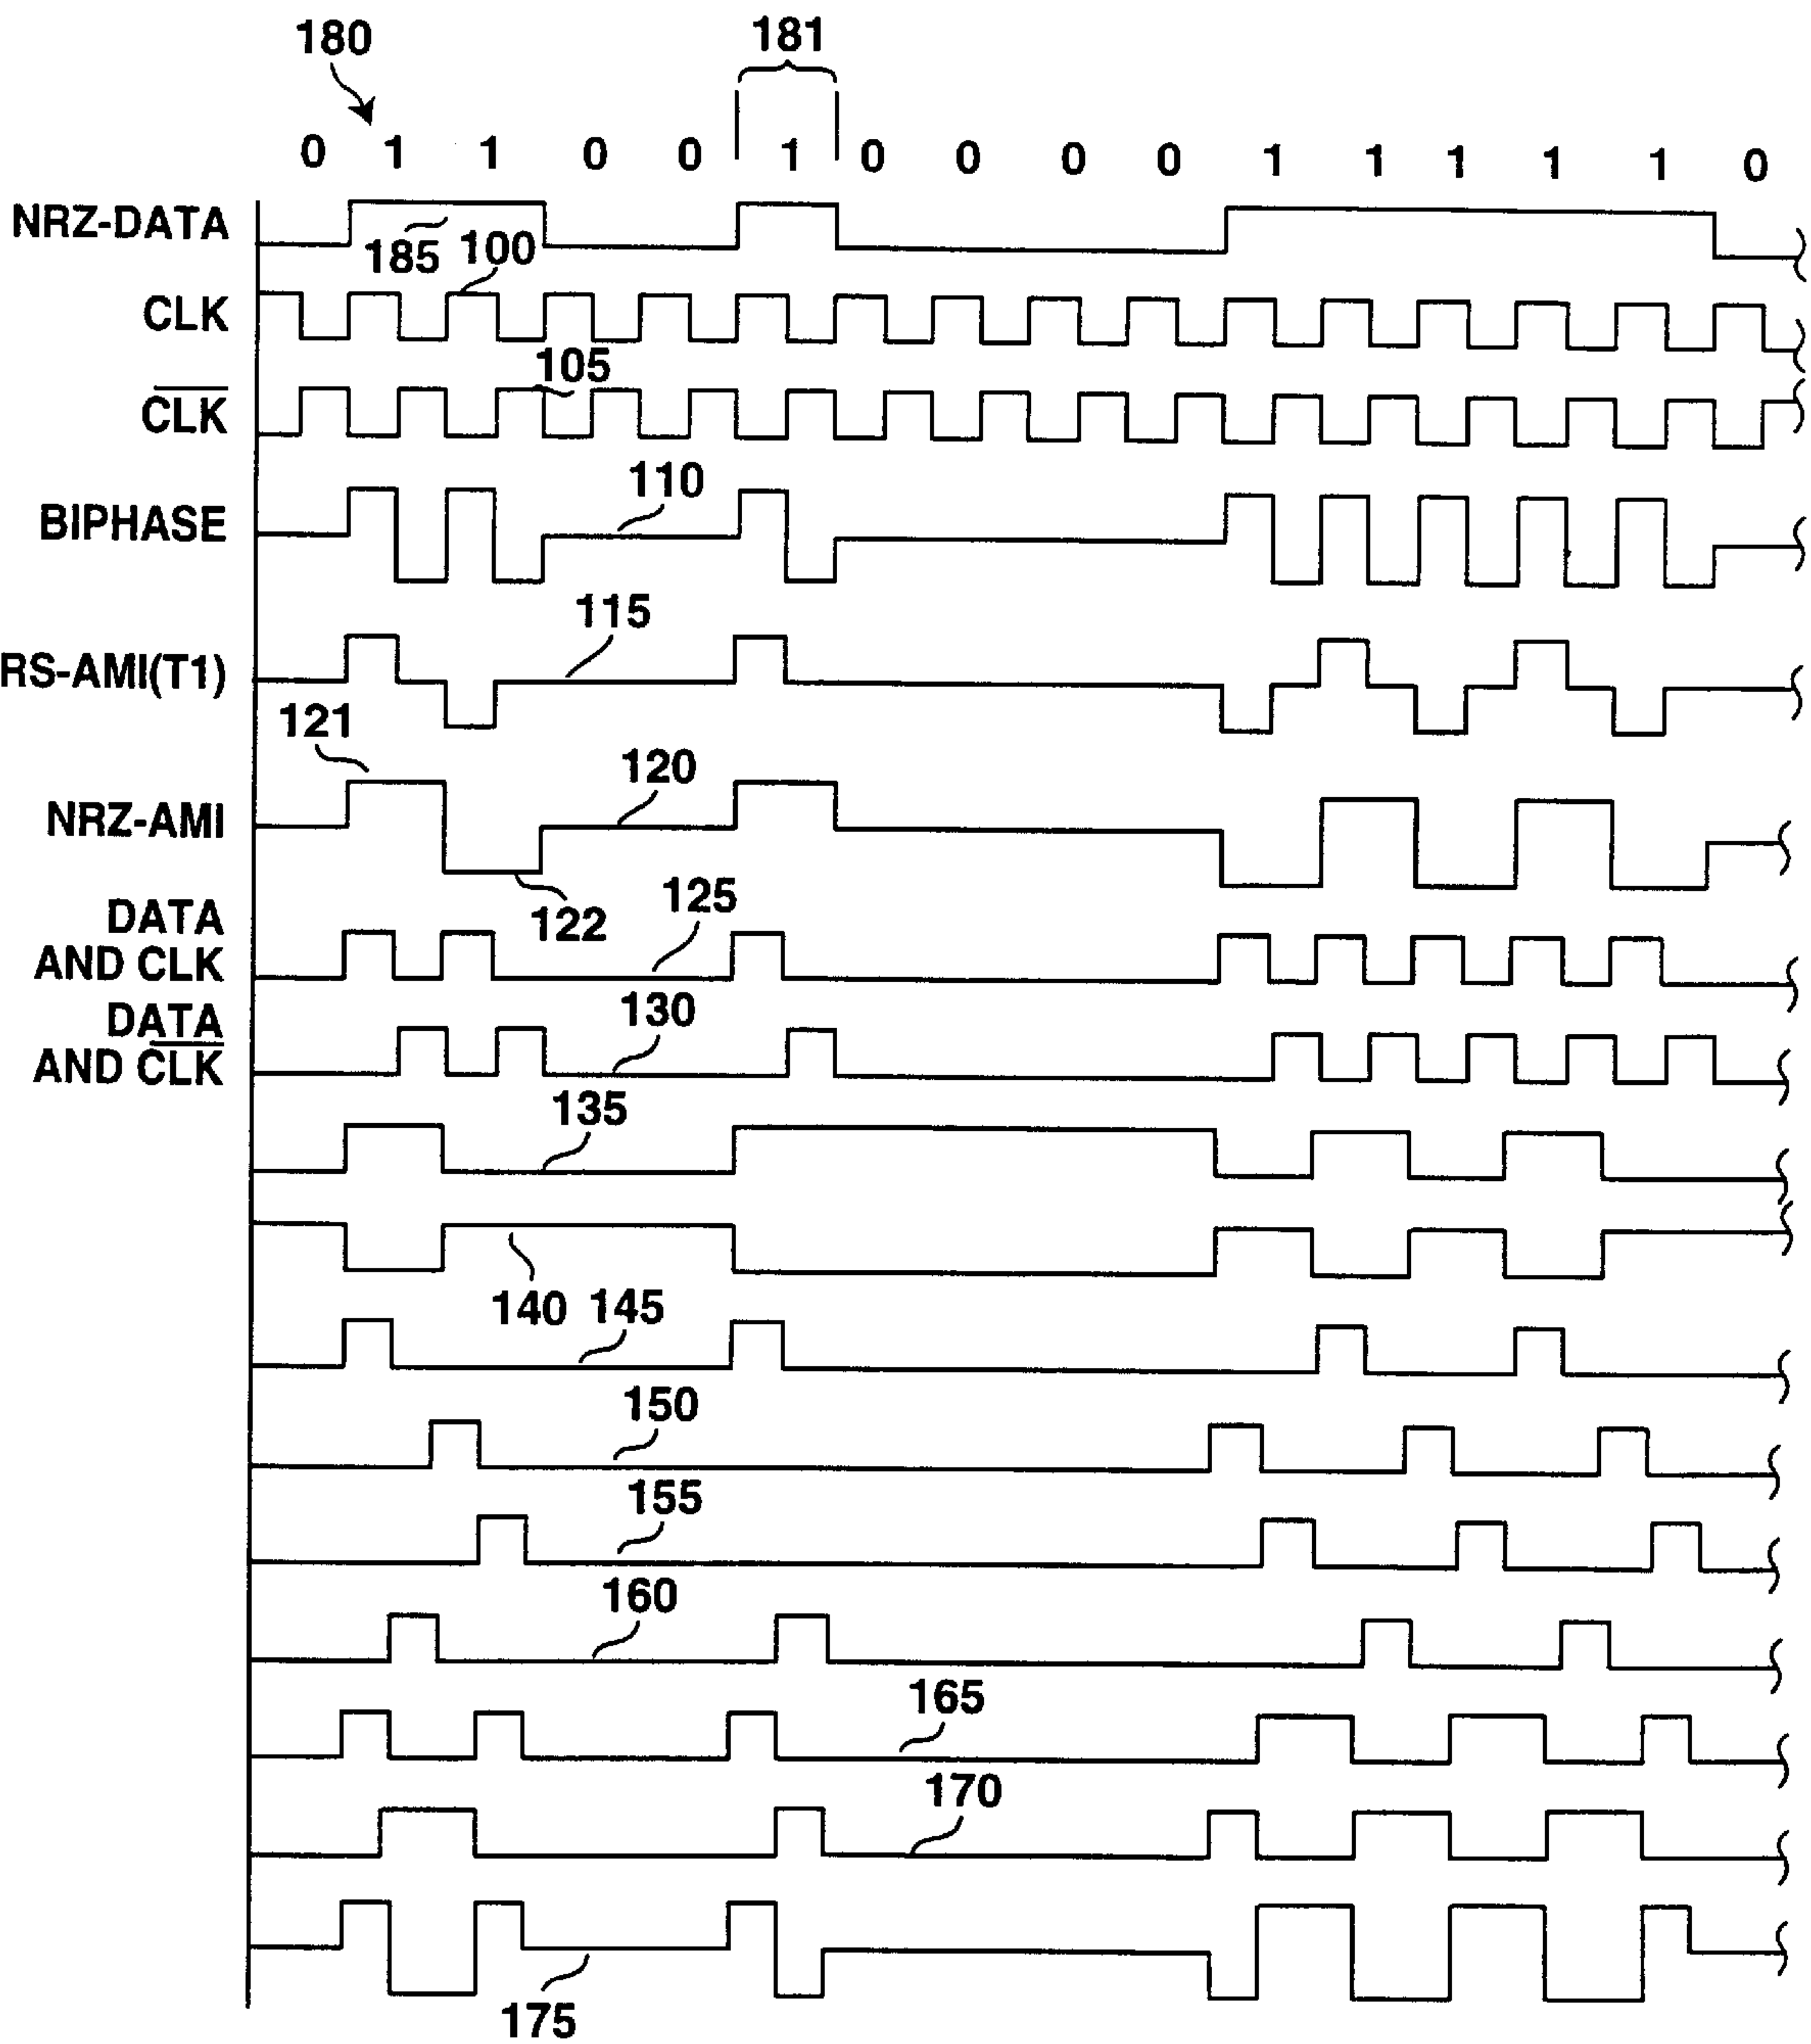 180
181
0 1 1 0 0 1 0 0 0 0 1 1 1 1 1 0
NRZ-DATA
185
100
CLK
105
CLK
110
BIPHASE
115
RS-AMI(T1)
121
120
NRZ-AMI
122
125
DATA
AND CLK
130
DATA
AND CLK
135
140 145
150
155
160
165
170
175